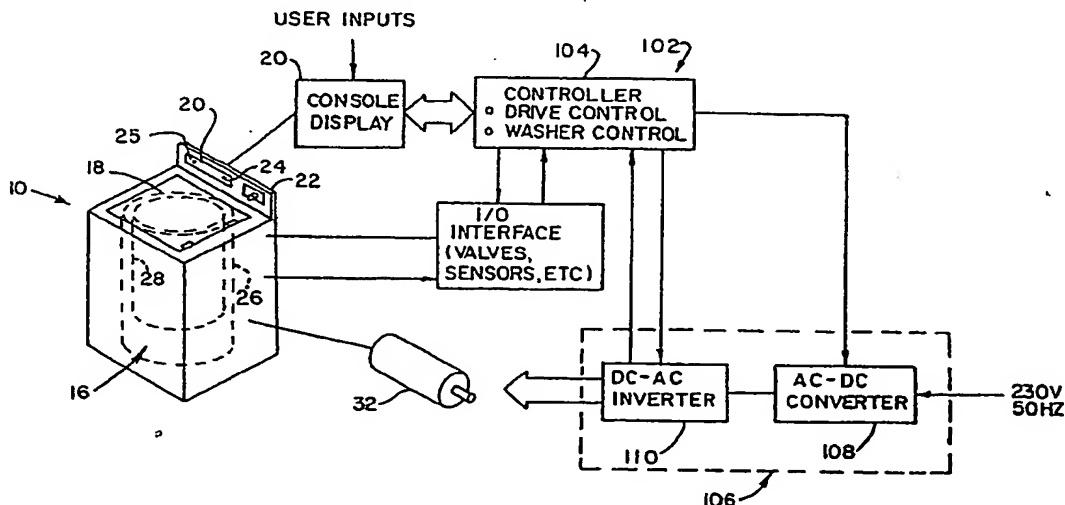 USER INPUTS
20
CONSOLE
DISPLAY
104
102
CONTROLLER
o DRIVE CONTROL
o WASHER CONTROL
20
25
18
24
22
10
I/O
INTERFACE
(VALVES,
SENSORS, ETC)
28
26
16
32
DC-AC
INVERTER
AC-DC
CONVERTER
230V
50HZ
110
108
106